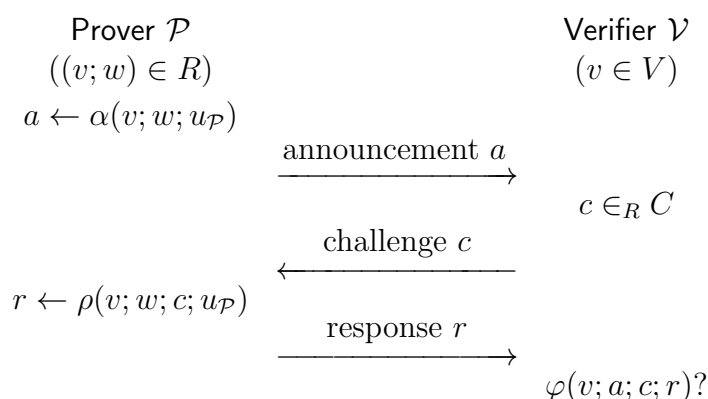 Prover 𝒫 Verifier 𝒱
((v; w) ∈ R) (v ∈ V)
a ← α(v; w; u_𝒫)
announcement a
c ∈_R C
challenge c
r ← ρ(v; w; c; u_𝒫)
response r
φ(v; a; c; r)?